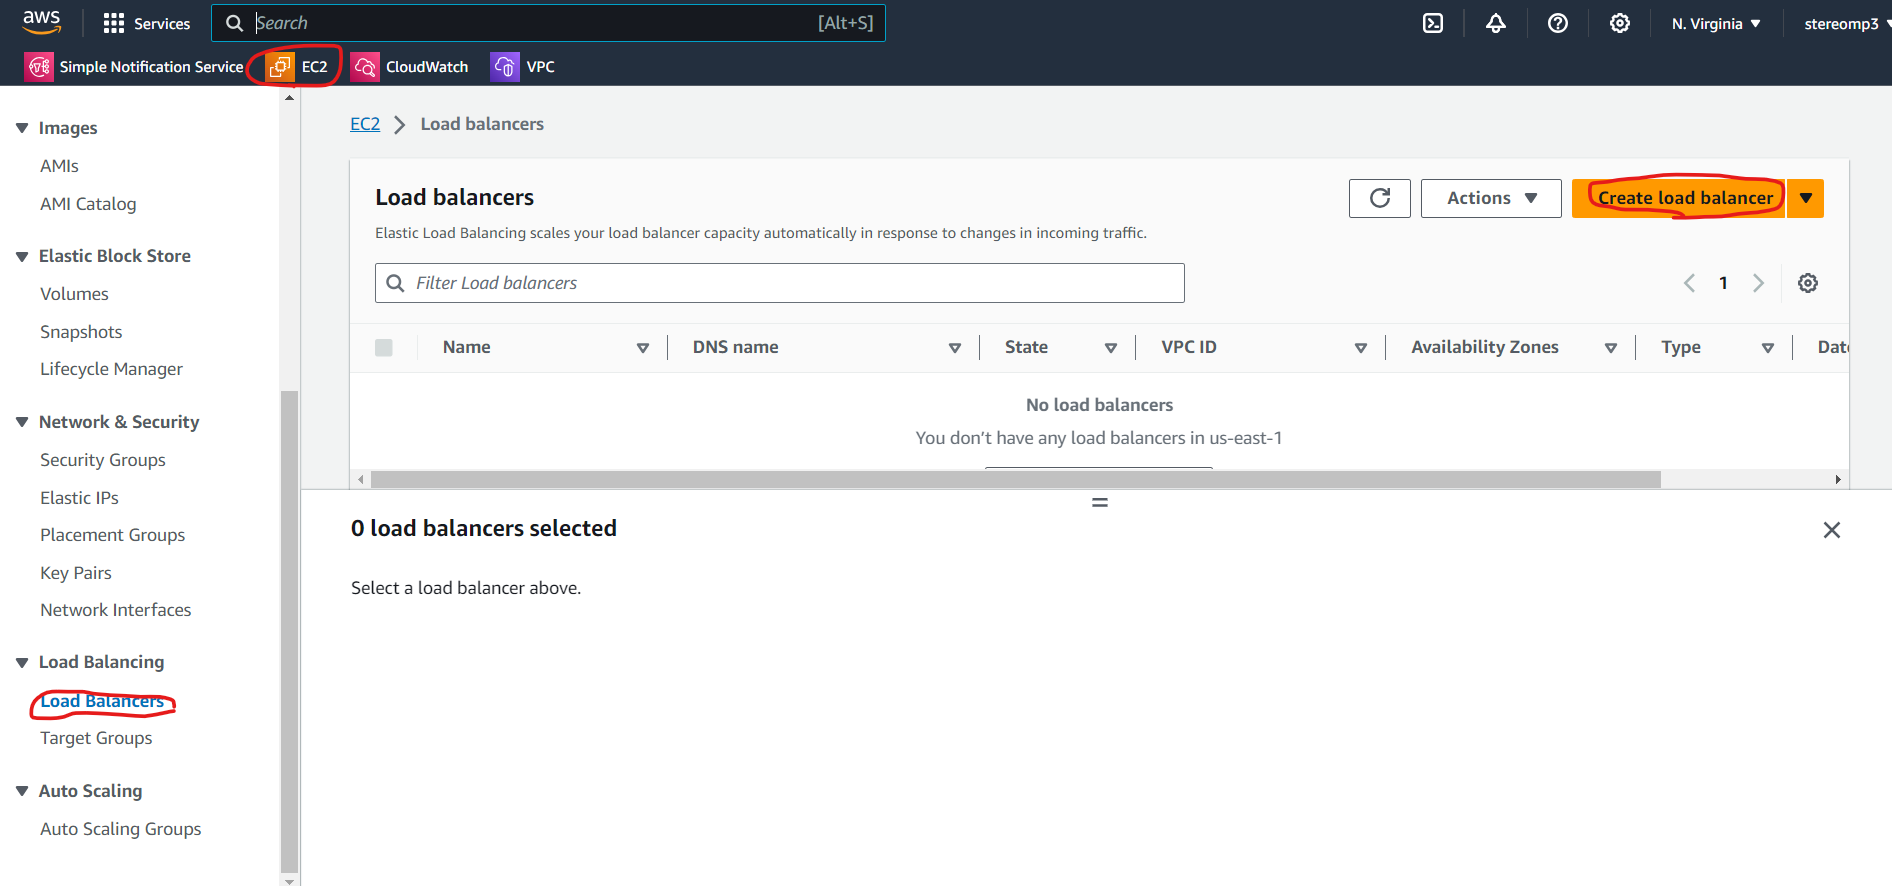 aws Services Search [Alt+S] N. Virginia stereomp3
Simple Notification Service EC2 CloudWatch VPC
Images
AMIs
AMI Catalog
Elastic Block Store
Volumes
Snapshots
Lifecycle Manager
Network & Security
Security Groups
Elastic IPs
Placement Groups
Key Pairs
Network Interfaces
Load Balancing
Load Balancers
Target Groups
Auto Scaling
Auto Scaling Groups
EC2 Load balancers
Load balancers Actions Create load balancer
Elastic Load Balancing scales your load balancer capacity automatically in response to changes in incoming traffic.
Filter Load balancers 1
Name DNS name State VPC ID Availability Zones Type
No load balancers
You don’t have any load balancers in us-east-1
0 load balancers selected
Select a load balancer above.